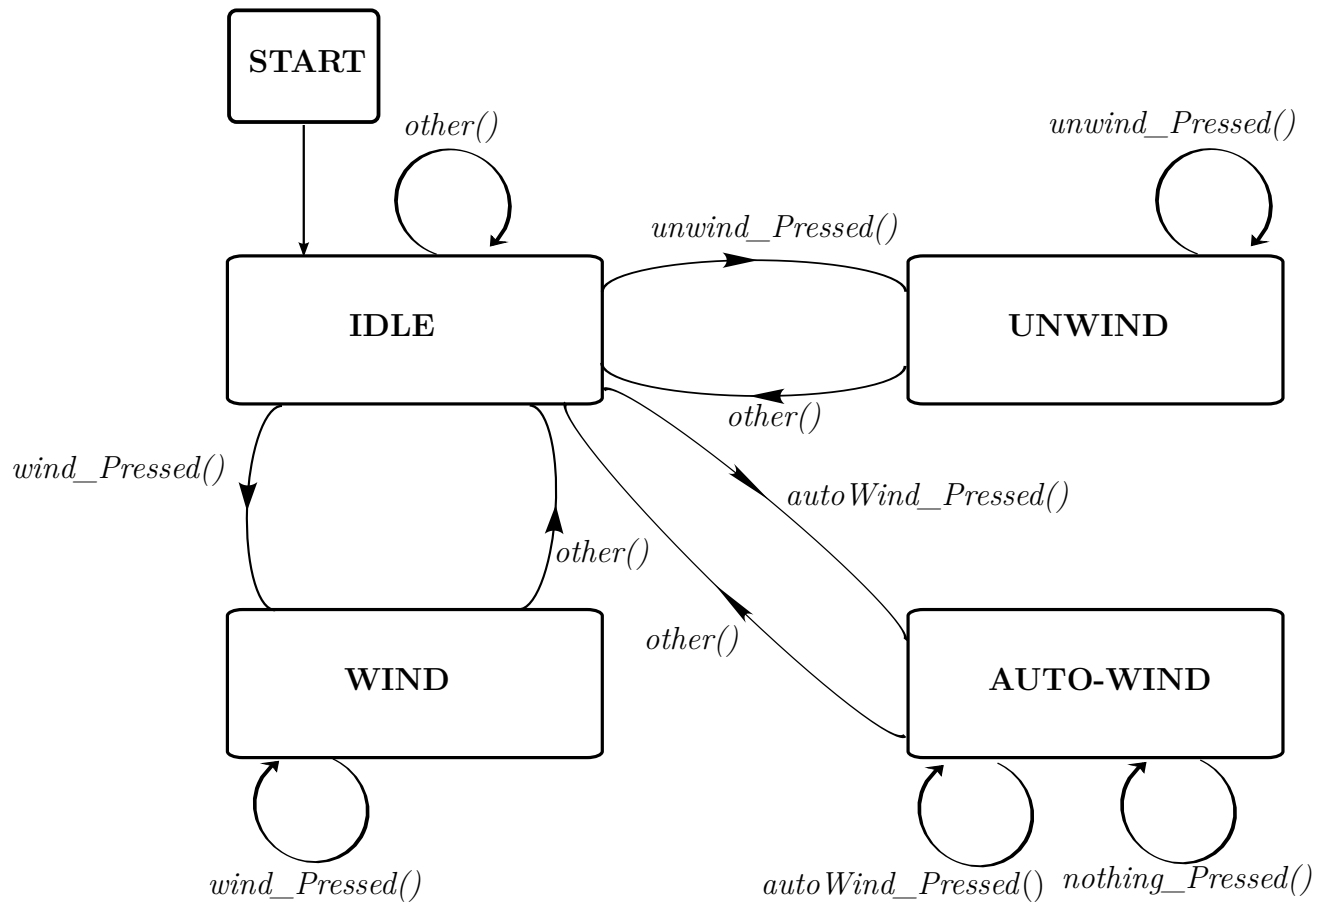 START
other()
unwind_Pressed()
unwind_Pressed()
IDLE
UNWIND
other()
wind_Pressed()
autoWind_Pressed()
other()
other()
WIND
AUTO-WIND
wind_Pressed()
autoWind_Pressed()
nothing_Pressed()